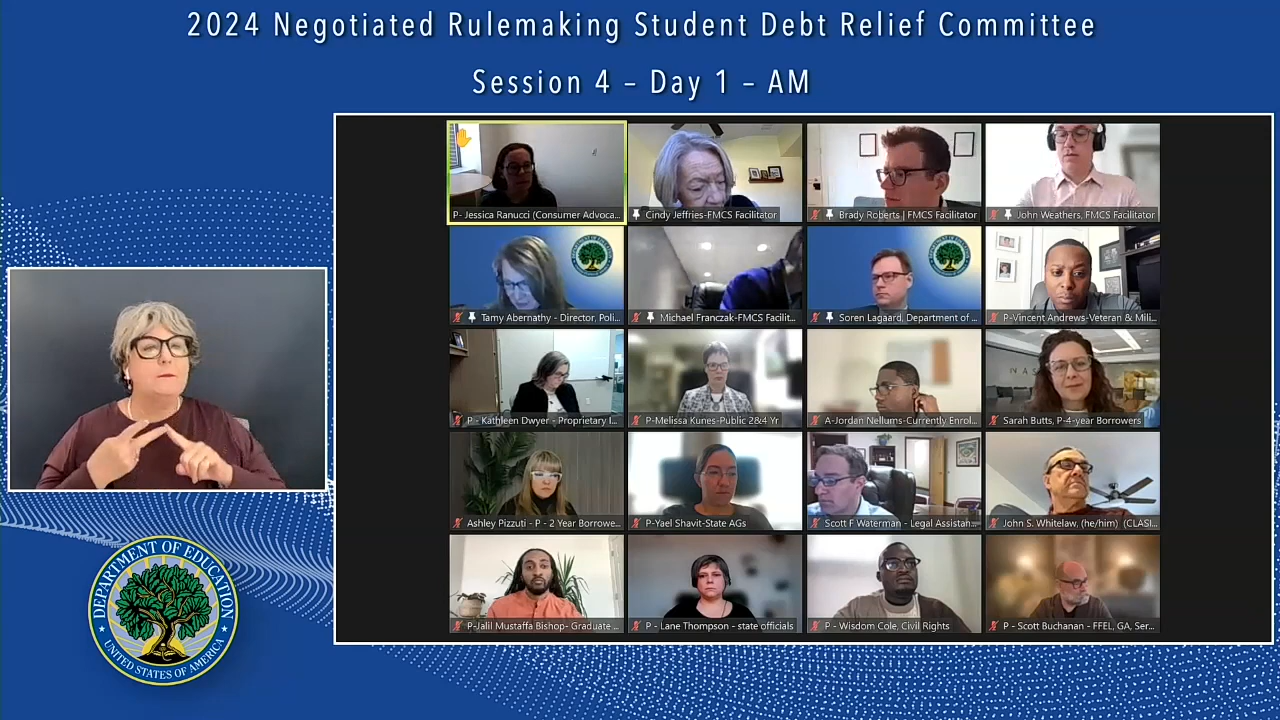 2024 Negotiated Rulemaking Student Debt Relief Committee
Session 4 – Day 1 – AM
P- Jessica Ranucci (Consumer Advoca...
Cindy Jeffries-FMCS Facilitator
Brady Roberts | FMCS Facilitator
John Weathers, FMCS Facilitator
Tamy Abernathy - Director, Poli...
Michael Franczak-FMCS Facilit...
Soren Lagaard, Department of ...
P-Vincent Andrews-Veteran & Mili...
P - Kathleen Dwyer - Proprietary I...
P-Melissa Kunes-Public 2&4 Yr
A-Jordan Nellums-Currently Enrol...
Sarah Butts, P-4-year Borrowers
NAS
Ashley Pizzuti - P - 2 Year Borrowe...
P-Yael Shavit-State AGs
Scott F Waterman - Legal Assistan...
John S. Whitelaw, (he/him) (CLASI...
P-Jalil Mustaffa Bishop- Graduate ...
P - Lane Thompson - state officials
P - Wisdom Cole, Civil Rights
P - Scott Buchanan - FFEL, GA, Ser...
DEPARTMENT OF EDUCATION
UNITED STATES OF AMERICA